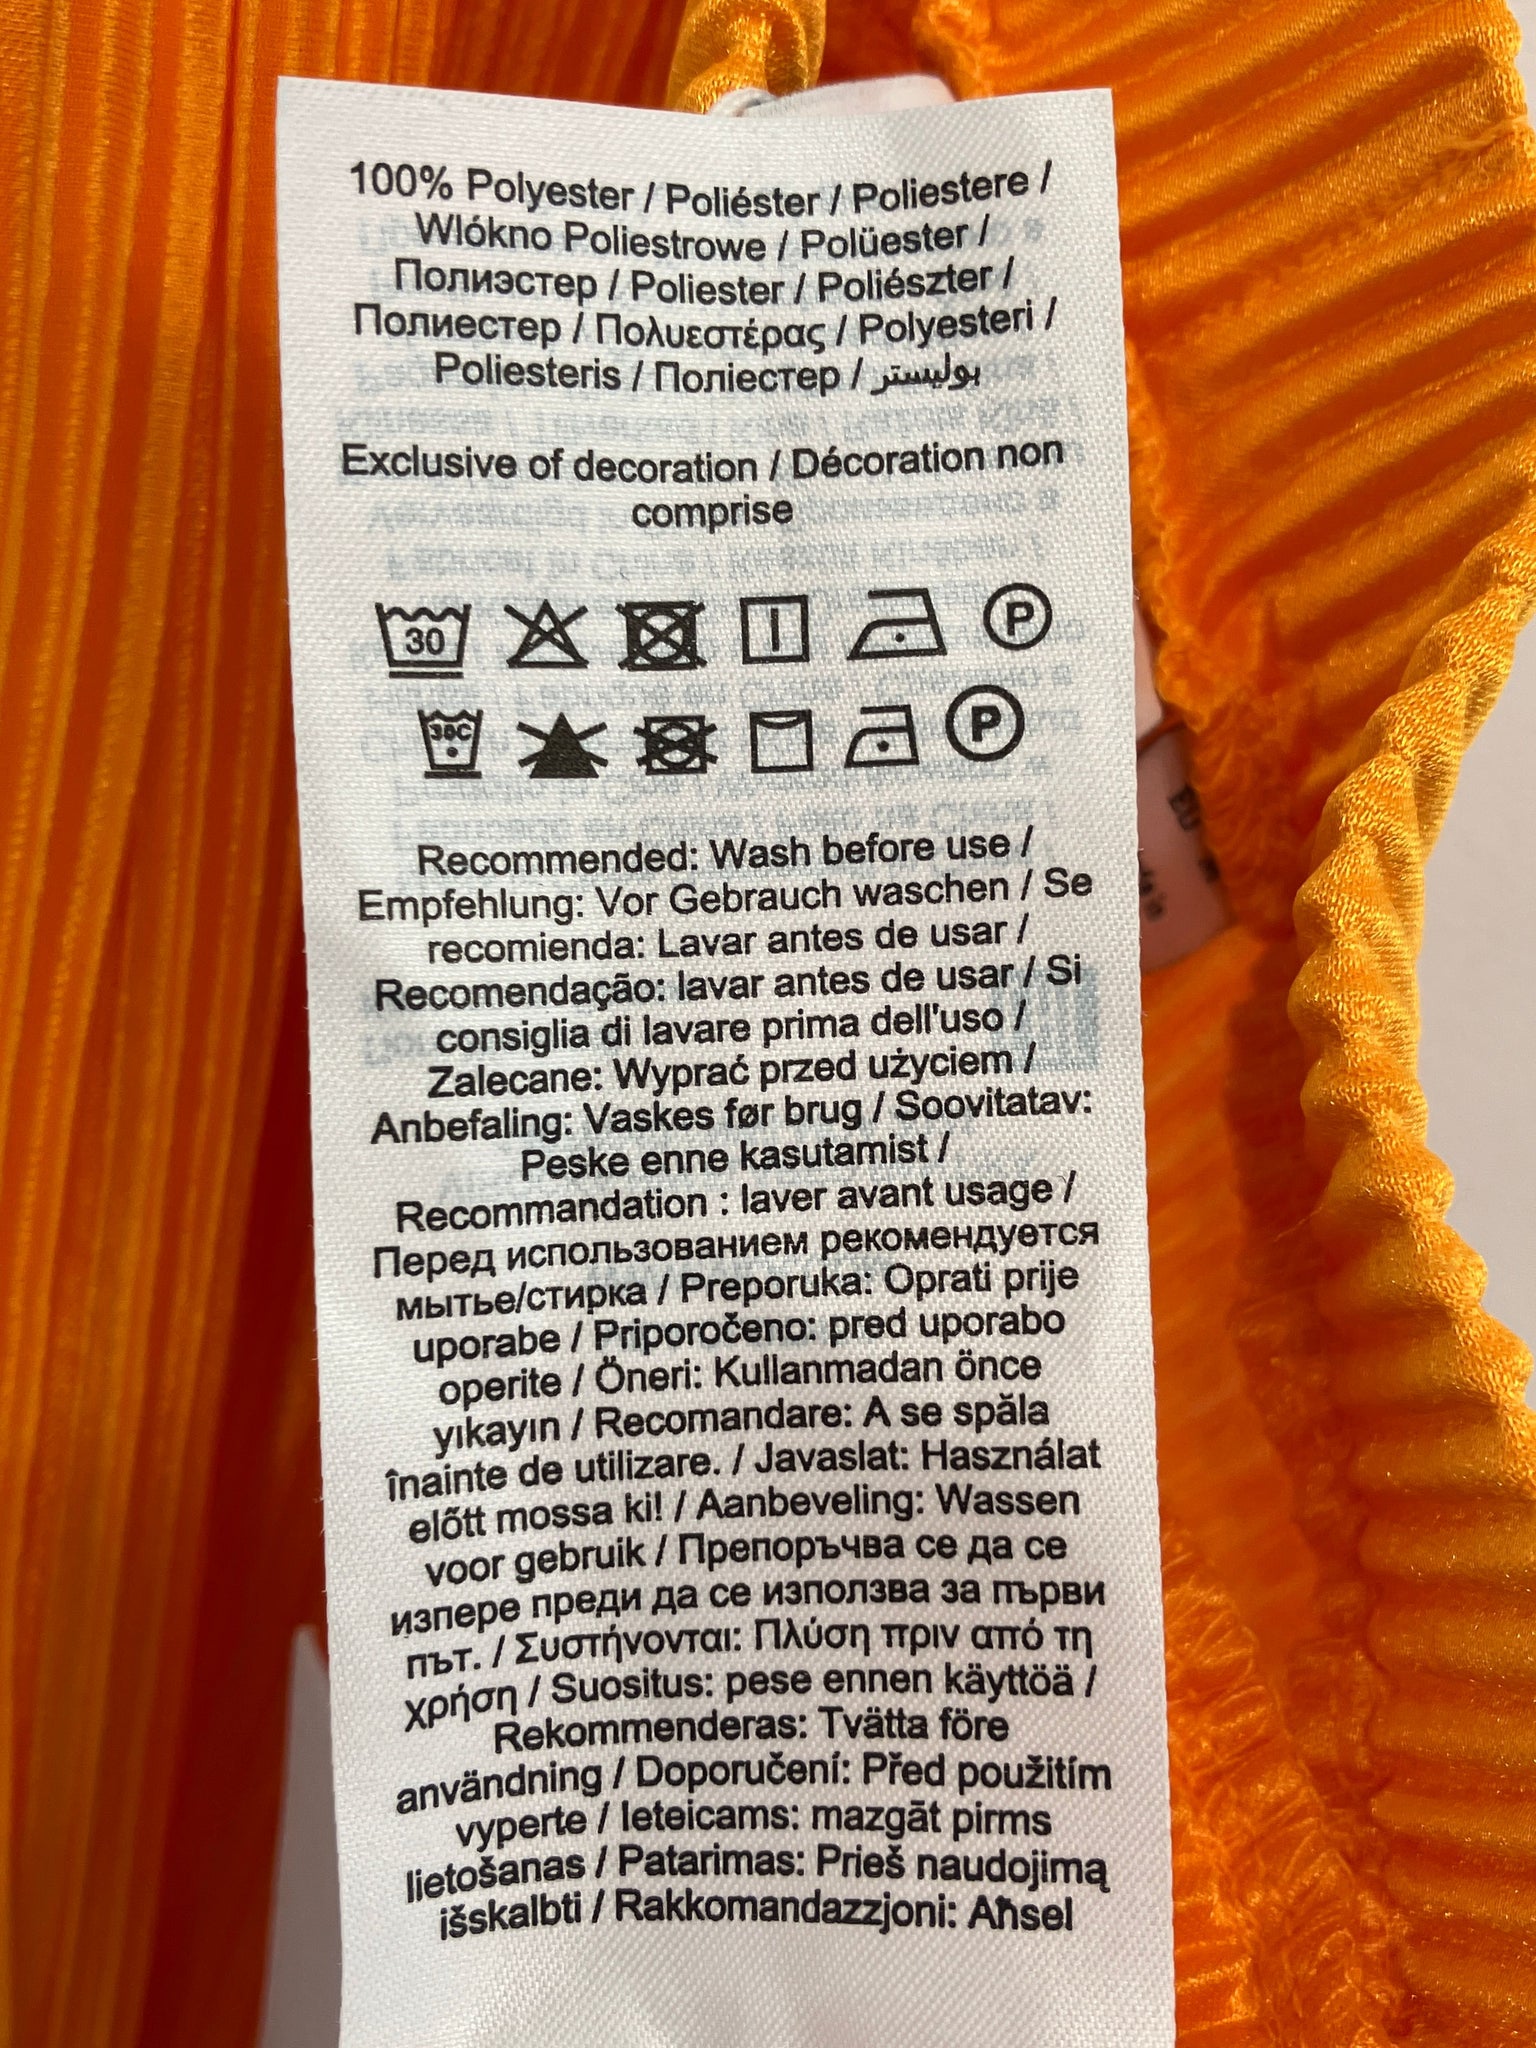 100% Polyester / Poliéster / Poliestere /
Wlókno Poliestrowe / Polüester /
Полиэстер / Poliester / Poliészter /
Полиестер / Πολυεστέρας / Polyesteri /
Poliesteris / Поліестер / بوليستر
Exclusive of decoration / Décoration non
comprise
30 P
30C P
Recommended: Wash before use /
Empfehlung: Vor Gebrauch waschen / Se
recomienda: Lavar antes de usar /
Recomendação: lavar antes de usar / Si
consiglia di lavare prima dell'uso /
Zalecane: Wyprać przed użyciem /
Anbefaling: Vaskes før brug / Soovitatav:
Peske enne kasutamist /
Recommandation : laver avant usage /
Перед использованием рекомендуется
мытье/стирка / Preporuka: Oprati prije
uporabe / Priporočeno: pred uporabo
operite / Öneri: Kullanmadan önce
yıkayın / Recomandare: A se spăla
înainte de utilizare. / Javaslat: Használat
előtt mossa ki! / Aanbeveling: Wassen
voor gebruik / Препоръчва се да се
изпере преди да се използва за първи
път. / Συστήνονται: Πλύση πριν από τη
χρήση / Suositus: pese ennen käyttöä /
Rekommenderas: Tvätta före
användning / Doporučení: Před použitím
vyperte / Ieteicams: mazgāt pirms
lietošanas / Patarimas: Prieš naudojimą
išskalbti / Rakkomandazzjoni: Aħsel